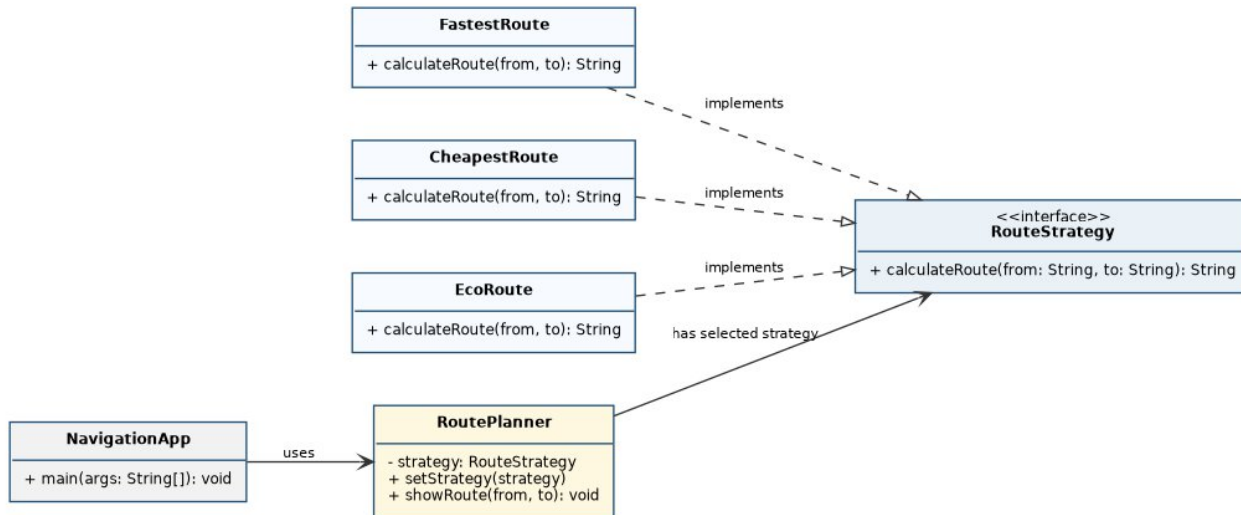 FastestRoute
+ calculateRoute(from, to): String
implements
CheapestRoute
+ calculateRoute(from, to): String
implements
<<interface>>
RouteStrategy
+ calculateRoute(from: String, to: String): String
EcoRoute
+ calculateRoute(from, to): String
implements
has selected strategy
NavigationApp
+ main(args: String[]): void
uses
RoutePlanner
- strategy: RouteStrategy
+ setStrategy(strategy)
+ showRoute(from, to): void